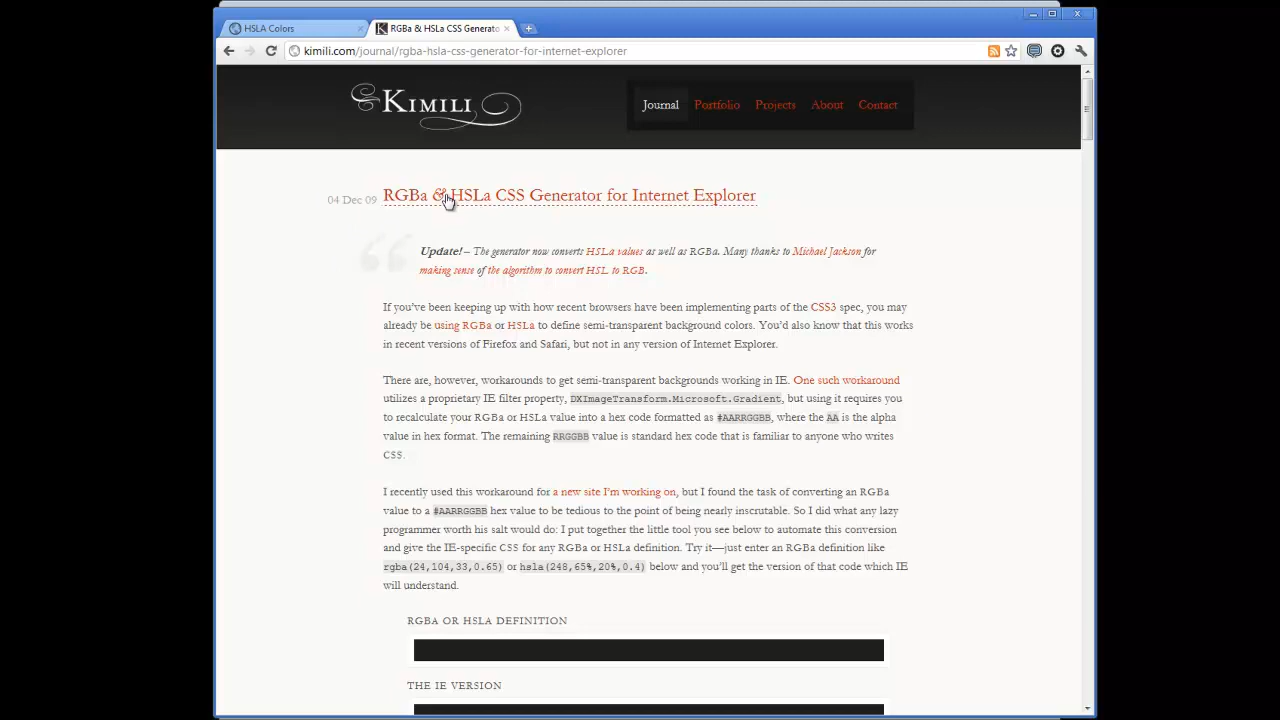 HSLA Colors
RGBa & HSLa CSS Generato
kimili.com/journal/rgba-hsla-css-generator-for-internet-explorer
KIMILI
Journal Portfolio Projects About Contact
04 Dec 09 RGBa & HSLa CSS Generator for Internet Explorer
Update! – The generator now converts HSLa values as well as RGBa. Many thanks to Michael Jackson for
making sense of the algorithm to convert HSL to RGB.
If you’ve been keeping up with how recent browsers have been implementing parts of the CSS3 spec, you may
already be using RGBa or HSLa to define semi-transparent background colors. You’d also know that this works
in recent versions of Firefox and Safari, but not in any version of Internet Explorer.
There are, however, workarounds to get semi-transparent backgrounds working in IE. One such workaround
utilizes a proprietary IE filter property, DXImageTransform.Microsoft.Gradient, but using it requires you
to recalculate your RGBa or HSLa value into a hex code formatted as #AARRGGBB, where the AA is the alpha
value in hex format. The remaining RRGGBB value is standard hex code that is familiar to anyone who writes
CSS.
I recently used this workaround for a new site I’m working on, but I found the task of converting an RGBa
value to a #AARRGGBB hex value to be tedious to the point of being nearly inscrutable. So I did what any lazy
programmer worth his salt would do: I put together the little tool you see below to automate this conversion
and give the IE-specific CSS for any RGBa or HSLa definition. Try it—just enter an RGBa definition like
rgba(24,104,33,0.65) or hsla(248,65%,20%,0.4) below and you’ll get the version of that code which IE
will understand.
RGBA OR HSLA DEFINITION
THE IE VERSION